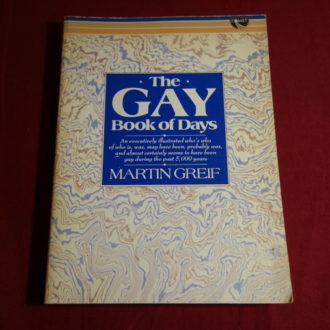 · The ·
GAY
Book of Days
An evocatively illustrated who's who
of who is, was, may have been, probably was,
and almost certainly seems to have been
gay during the past 5,000 years
MARTIN GREIF